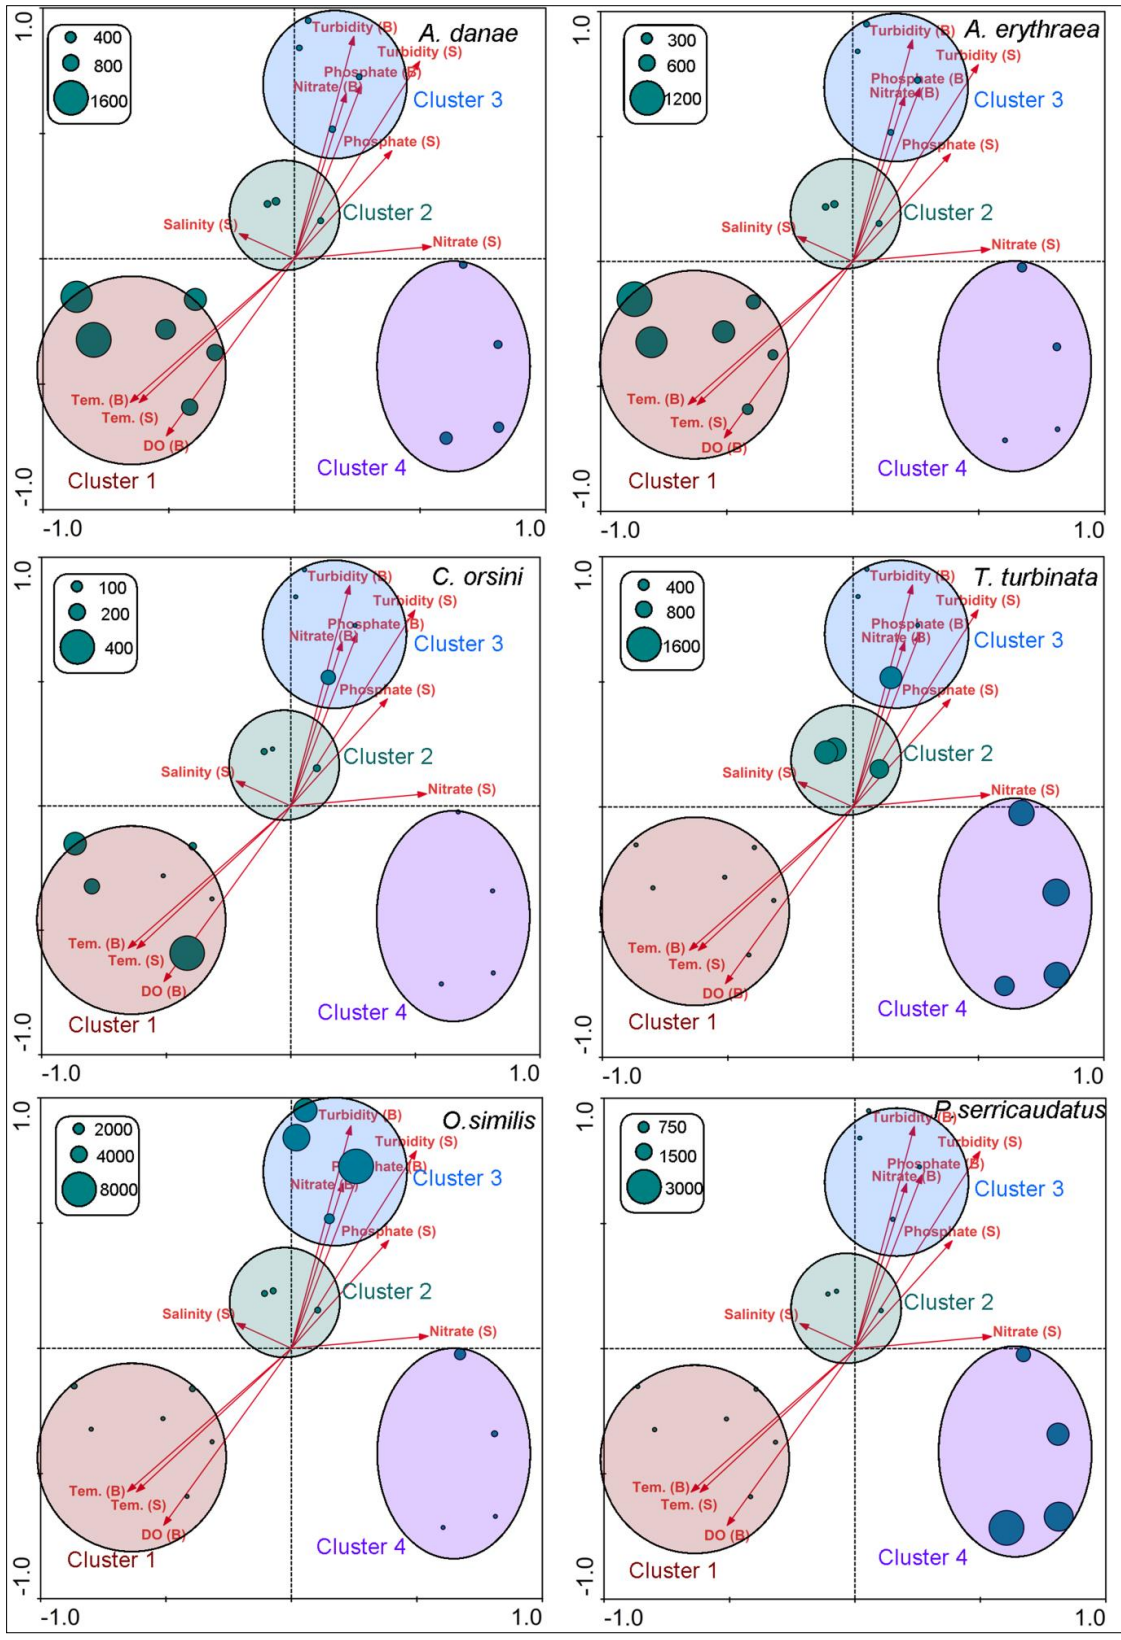 1.0
400
800
1600
A. danae
Turbidity (B)
Turbidity (S)
Phosphate (B)
Nitrate (B)
Cluster 3
Phosphate (S)
Cluster 2
Salinity (S)
Nitrate (S)
Tem. (B)
Tem. (S)
DO (B)
Cluster 1
Cluster 4
-1.0
-1.0
1.0
1.0
300
600
1200
A. erythraea
Turbidity (B)
Turbidity (S)
Phosphate (B)
Nitrate (B)
Cluster 3
Phosphate (S)
Cluster 2
Salinity (S)
Nitrate (S)
Tem. (B)
Tem. (S)
DO (B)
Cluster 1
Cluster 4
-1.0
-1.0
1.0
1.0
100
200
400
C. orsini
Turbidity (B)
Turbidity (S)
Phosphate (B)
Nitrate (B)
Cluster 3
Phosphate (S)
Cluster 2
Salinity (S)
Nitrate (S)
Tem. (B)
Tem. (S)
DO (B)
Cluster 1
Cluster 4
-1.0
-1.0
1.0
1.0
400
800
1600
T. turbinata
Turbidity (B)
Turbidity (S)
Phosphate (B)
Nitrate (B)
Cluster 3
Phosphate (S)
Cluster 2
Salinity (S)
Nitrate (S)
Tem. (B)
Tem. (S)
DO (B)
Cluster 1
Cluster 4
-1.0
-1.0
1.0
1.0
2000
4000
8000
O.similis
Turbidity (B)
Turbidity (S)
Phosphate (B)
Nitrate (B)
Cluster 3
Phosphate (S)
Cluster 2
Salinity (S)
Nitrate (S)
Tem. (B)
Tem. (S)
DO (B)
Cluster 1
Cluster 4
-1.0
-1.0
1.0
1.0
750
1500
3000
P. serricaudatus
Turbidity (B)
Turbidity (S)
Phosphate (B)
Nitrate (B)
Cluster 3
Phosphate (S)
Cluster 2
Salinity (S)
Nitrate (S)
Tem. (B)
Tem. (S)
DO (B)
Cluster 1
Cluster 4
-1.0
-1.0
1.0